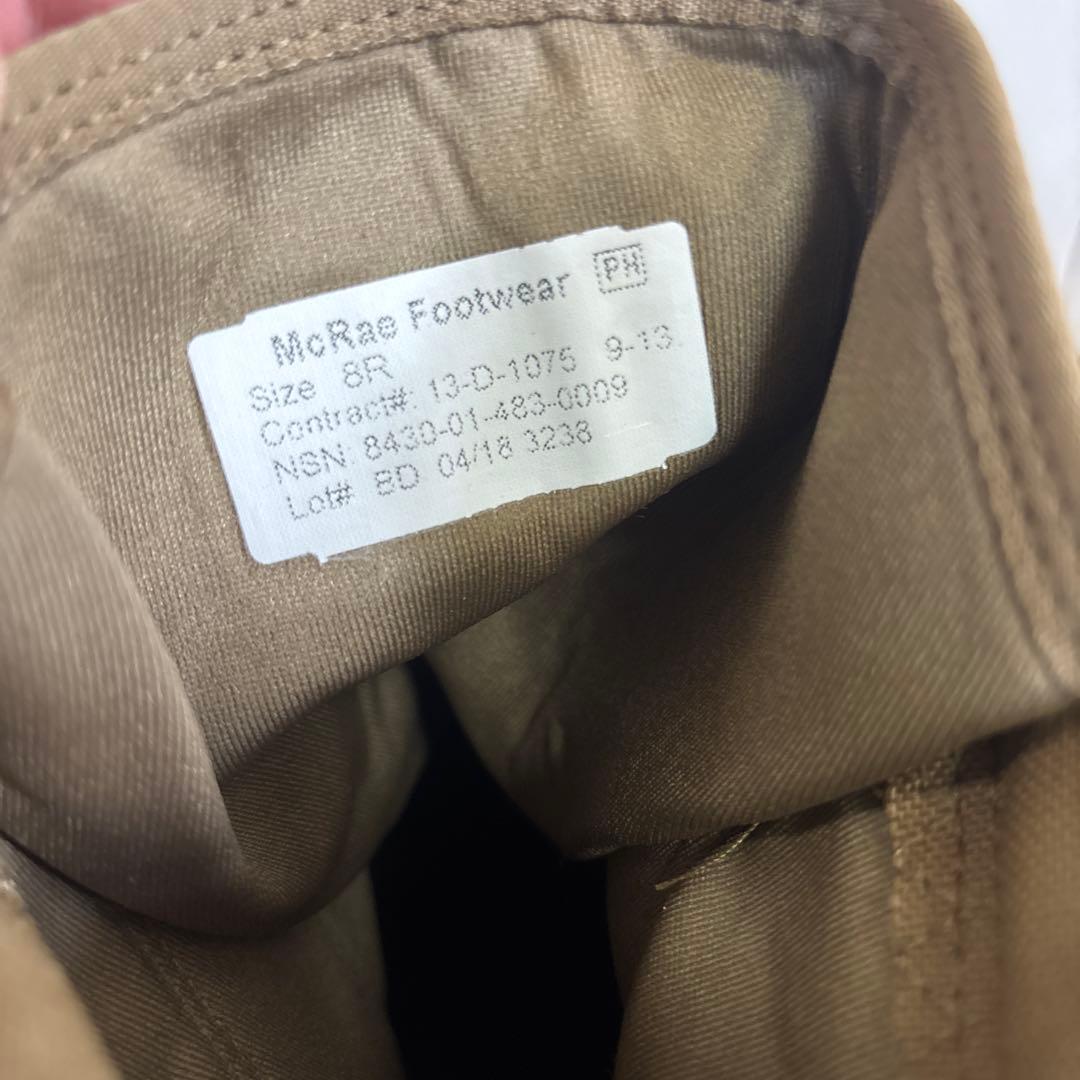 McRae Footwear PH
Size 8R
Contract#: 13-D-1075 9-13
NSN: 8430-01-483-0009
Lot# BD 04/18 3238